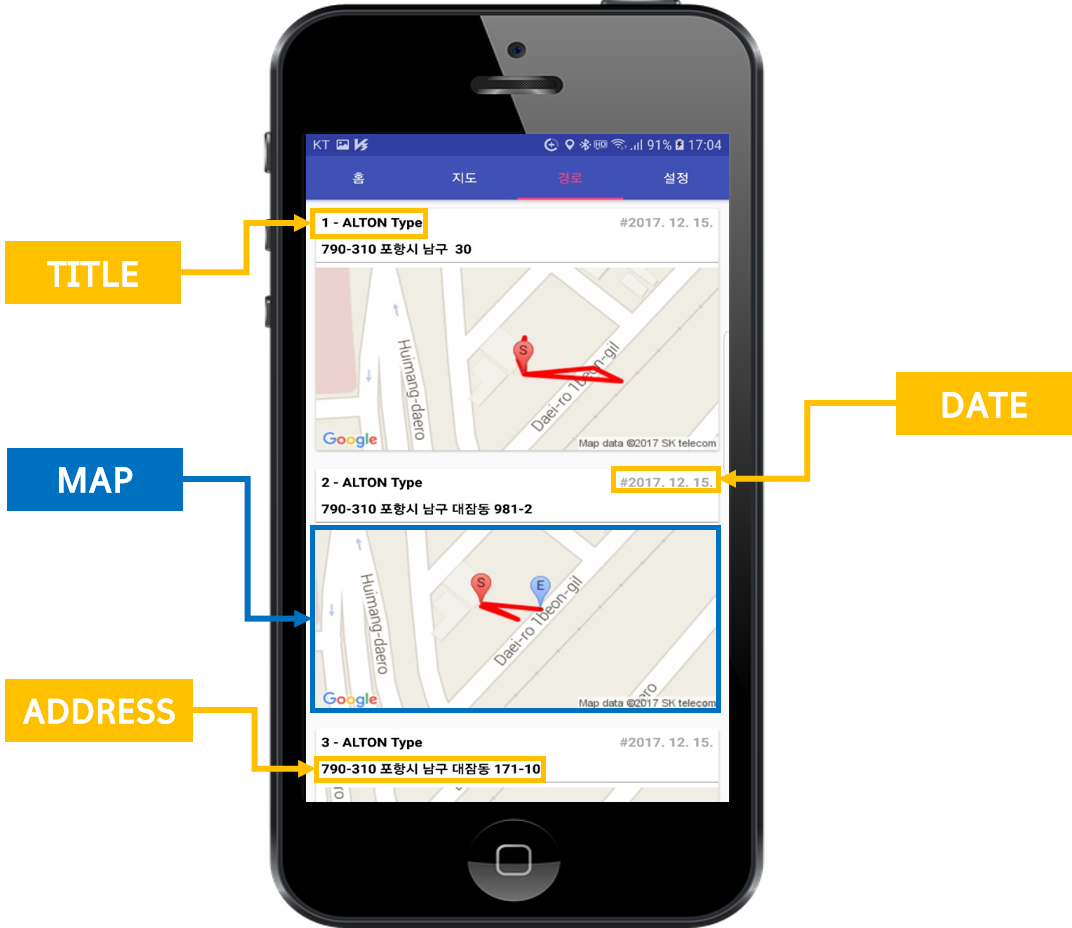 KT 91% 17:04
홈 지도 경로 설정
1 - ALTON Type #2017. 12. 15.
790-310 포항시 남구 30
TITLE
Huimang-daero
S
Daei-ro 1beon-gil
Google
Map data ©2017 SK telecom
DATE
MAP
2 - ALTON Type #2017. 12. 15.
790-310 포항시 남구 대잠동 981-2
Huimang-daero
S
E
Daei-ro 1beon-gil
Google
Map data ©2017 SK telecom
ADDRESS
3 - ALTON Type #2017. 12. 15.
790-310 포항시 남구 대잠동 171-10